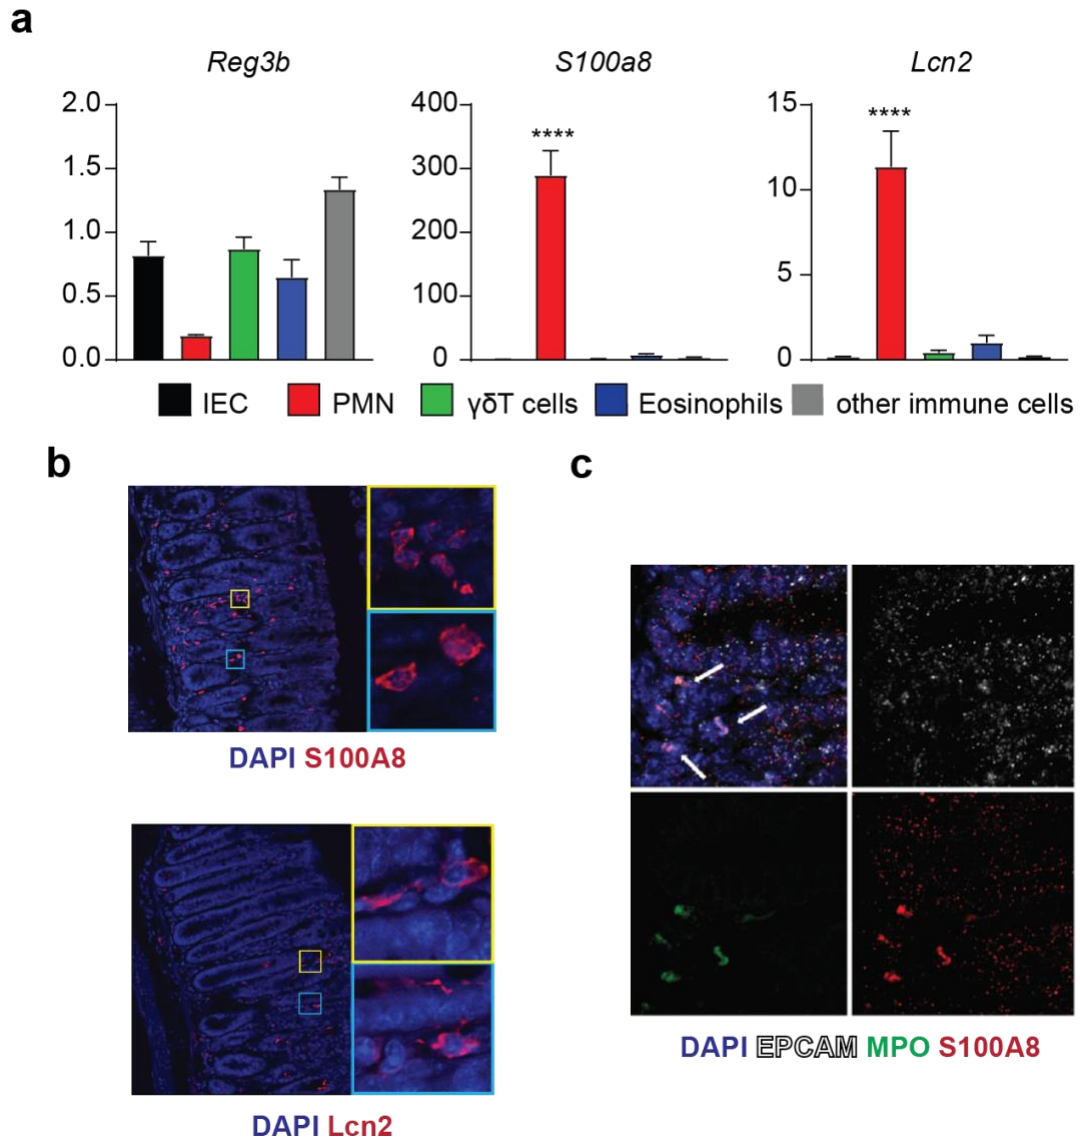 a
Reg3b
S100a8
Lcn2
2.0
1.5
1.0
0.5
0.0
400
300
200
100
0
****
15
10
5
0
****
IEC PMN γδT cells Eosinophils other immune cells
b
c
DAPI S100A8
DAPI Lcn2
DAPI EPCAM MPO S100A8